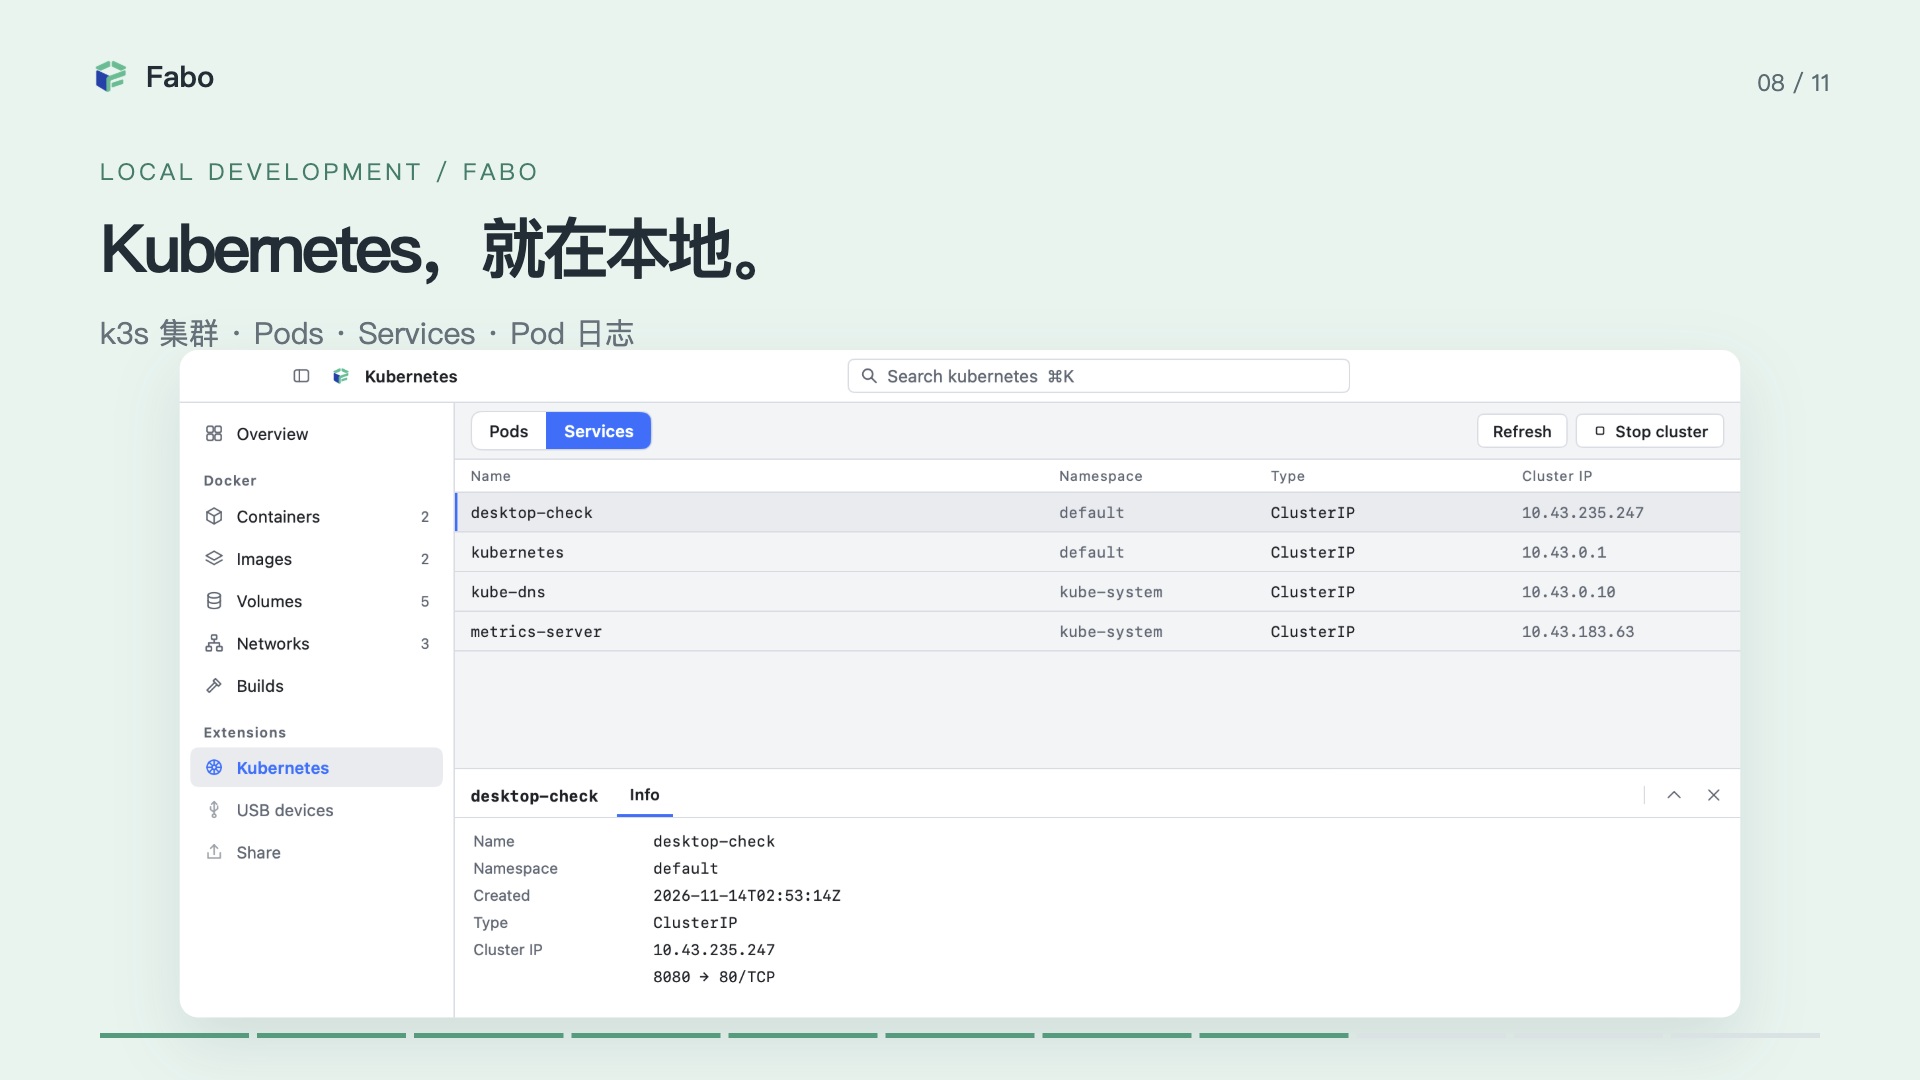 Fabo
08 / 11
LOCAL DEVELOPMENT / FABO
Kubernetes，就在本地。
k3s 集群 · Pods · Services · Pod 日志
Kubernetes
Search kubernetes ⌘K
Overview
Docker
Containers 2
Images 2
Volumes 5
Networks 3
Builds
Extensions
Kubernetes
USB devices
Share
Pods Services Refresh Stop cluster
Name Namespace Type Cluster IP
desktop-check default ClusterIP 10.43.235.247
kubernetes default ClusterIP 10.43.0.1
kube-dns kube-system ClusterIP 10.43.0.10
metrics-server kube-system ClusterIP 10.43.183.63
desktop-check Info
Name desktop-check
Namespace default
Created 2026-11-14T02:53:14Z
Type ClusterIP
Cluster IP 10.43.235.247
8080 → 80/TCP